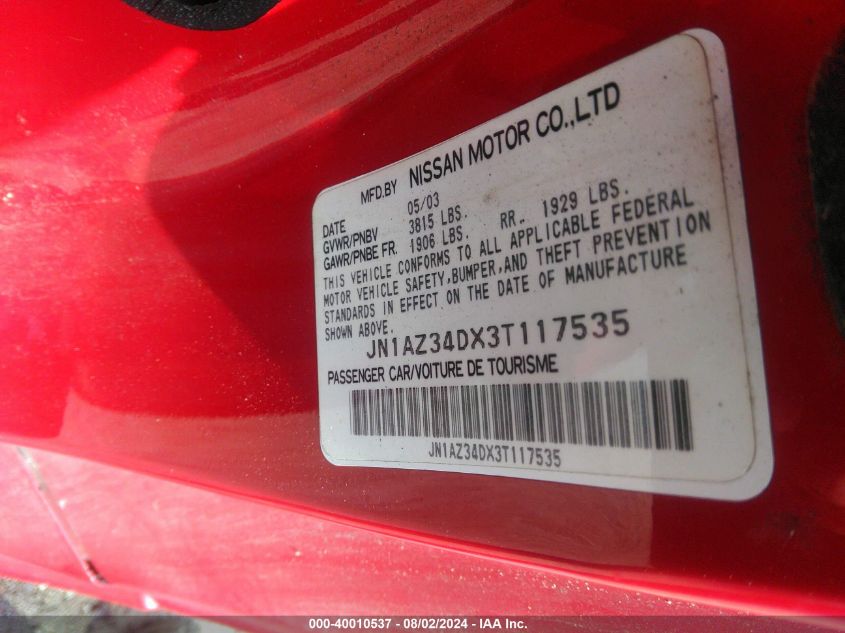 MFD.BY NISSAN MOTOR CO.,LTD
DATE 05/03
GVWR/PNBV 3815 LBS.
GAWR/PNBE FR. 1906 LBS. RR. 1929 LBS.
THIS VEHICLE CONFORMS TO ALL APPLICABLE FEDERAL
MOTOR VEHICLE SAFETY,BUMPER,AND THEFT PREVENTION
STANDARDS IN EFFECT ON THE DATE OF MANUFACTURE
SHOWN ABOVE.
JN1AZ34DX3T117535
PASSENGER CAR/VOITURE DE TOURISME
JN1AZ34DX3T117535
000-40010537 - 08/02/2024 - IAA Inc.